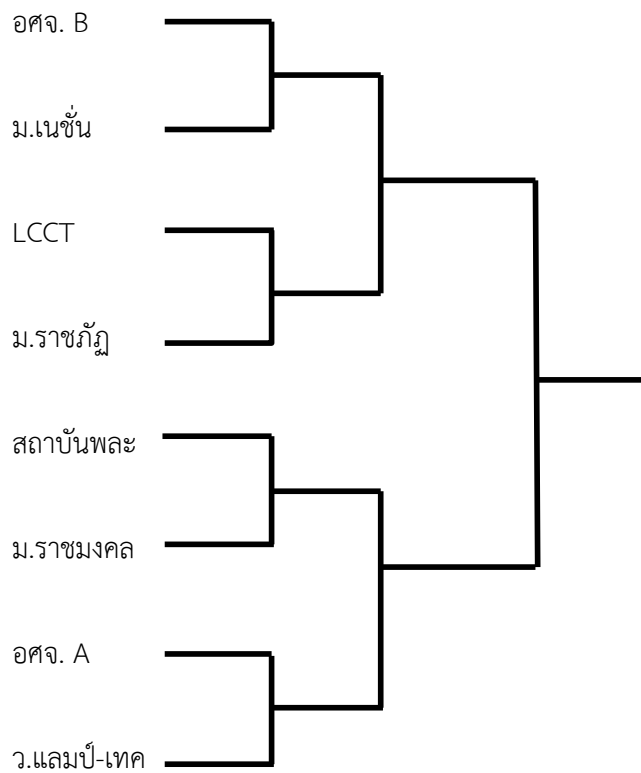 อศจ. B
ม.เนชั่น
LCCT
ม.ราชภัฏ
สถาบันพละ
ม.ราชมงคล
อศจ. A
ว.แลมป์-เทค